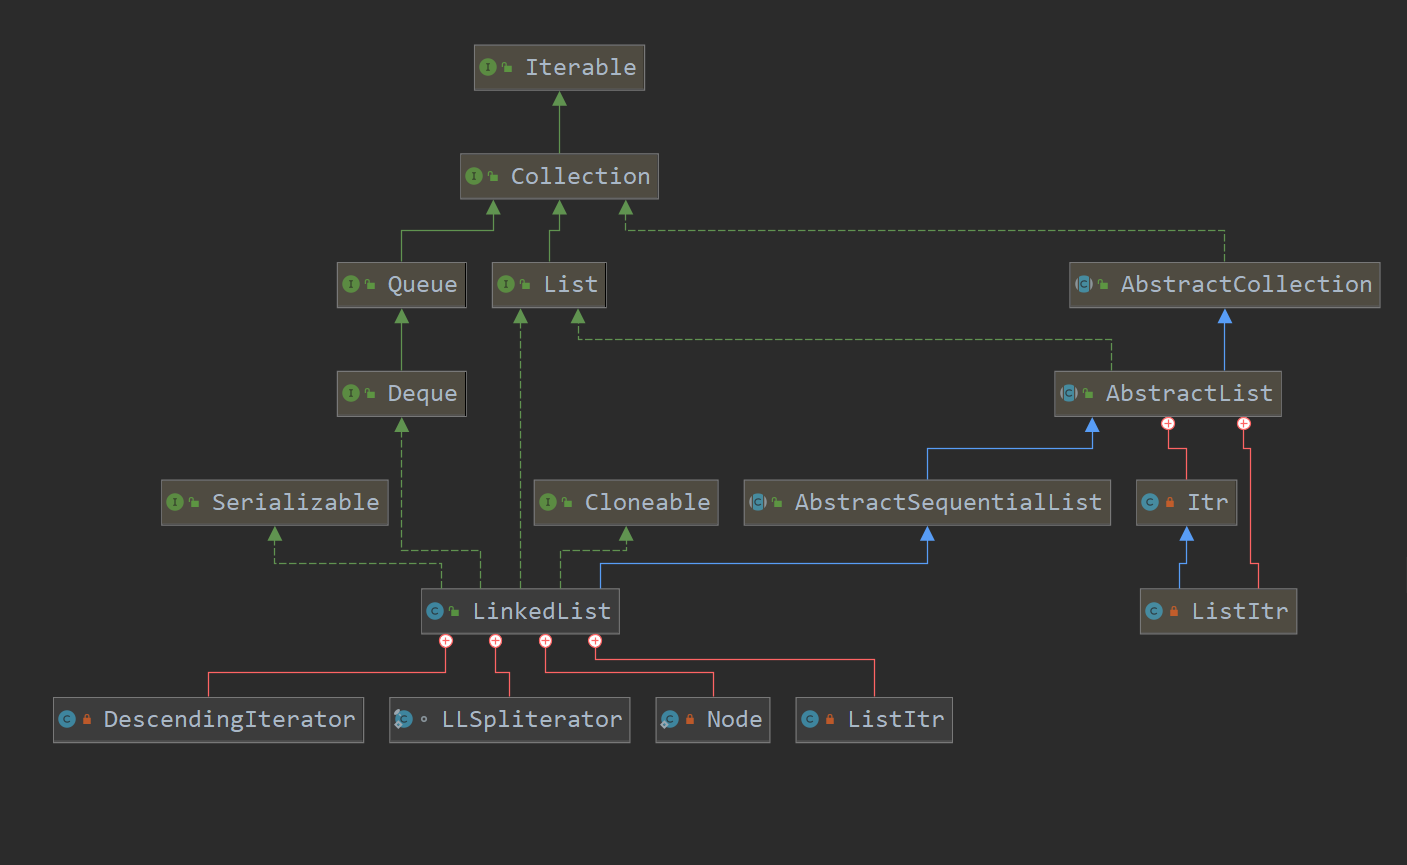 Iterable
Collection
Queue
List
AbstractCollection
Deque
AbstractList
Serializable
Cloneable
AbstractSequentialList
Itr
LinkedList
ListItr
DescendingIterator
LLSpliterator
Node
ListItr